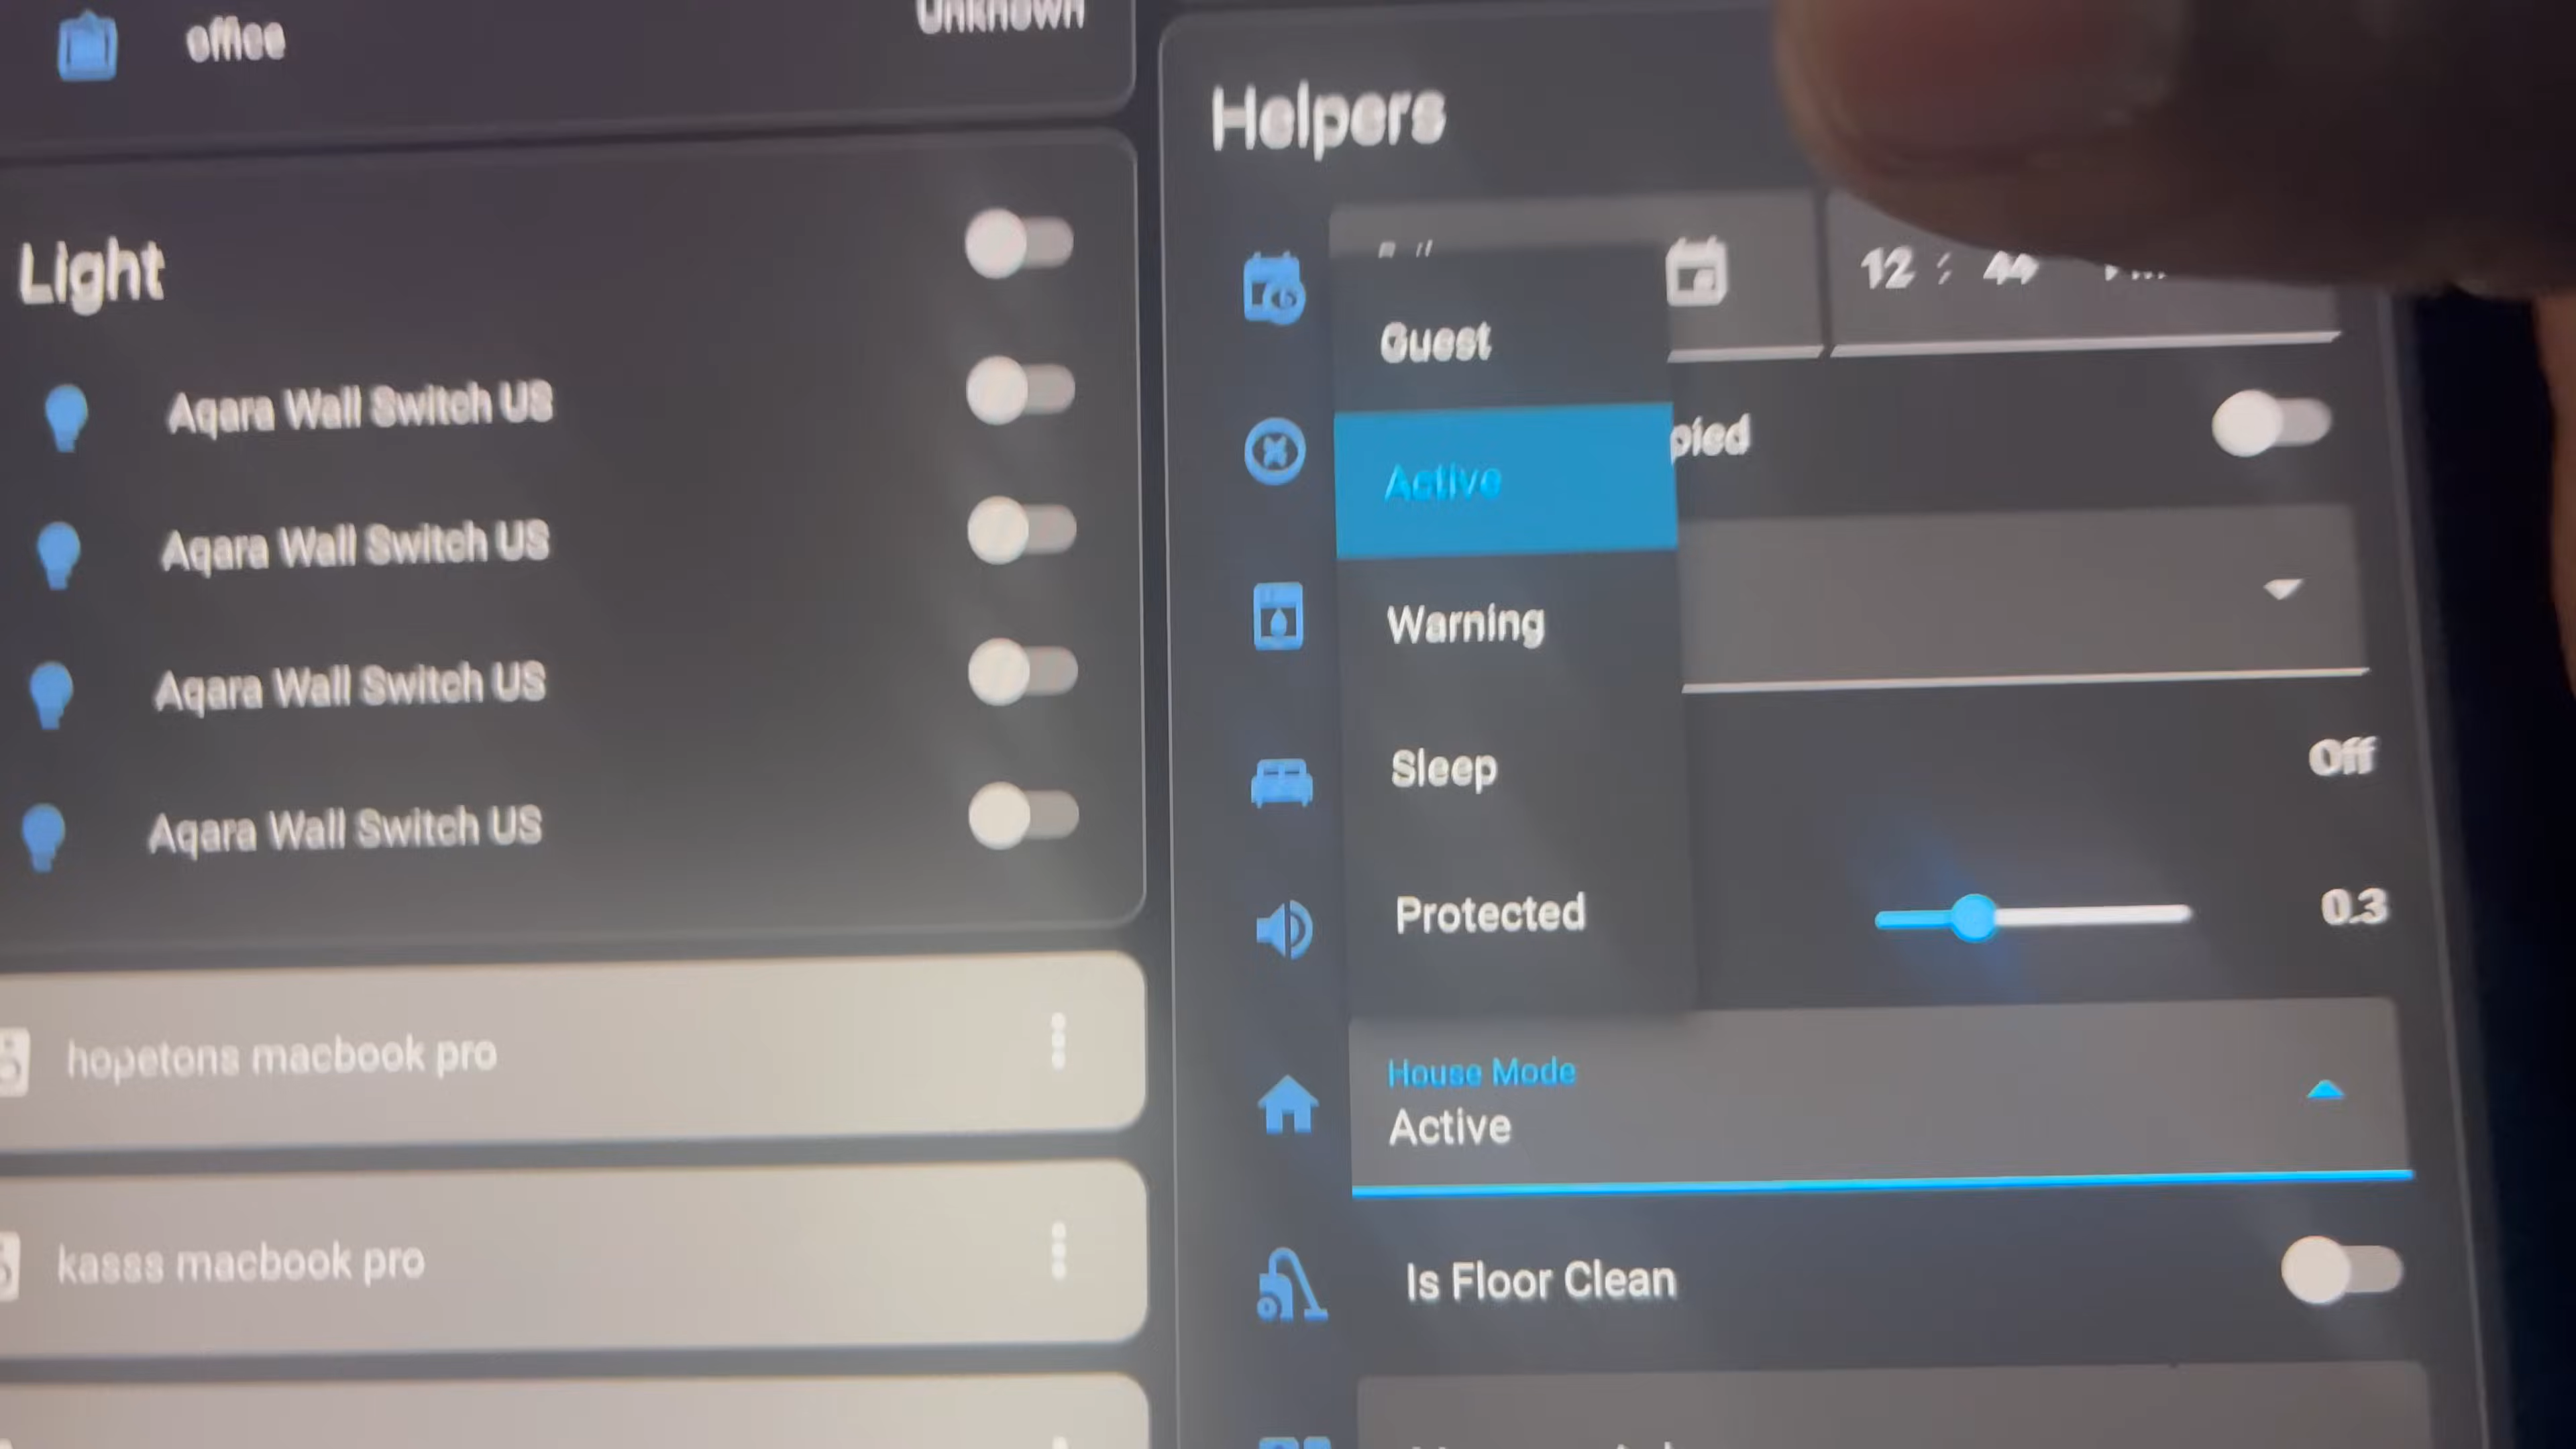 office
Unknown
Light
Aqara Wall Switch US
Aqara Wall Switch US
Aqara Wall Switch US
Aqara Wall Switch US
hopetons macbook pro
kasss macbook pro
Helpers
12 : 44
Guest
Active
pied
Warning
Sleep
Off
Protected
0.3
House Mode
Active
Is Floor Clean